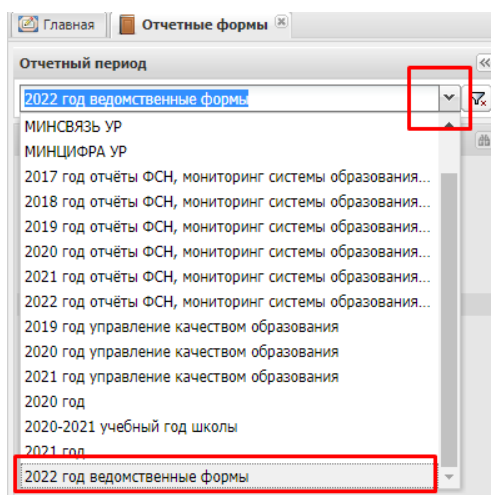 Главная
Отчетные формы
Отчетный период
2022 год ведомственные формы
МИНСВЯЗЬ УР
МИНЦИФРА УР
2017 год отчёты ФСН, мониторинг системы образования...
2018 год отчёты ФСН, мониторинг системы образования...
2019 год отчёты ФСН, мониторинг системы образования...
2020 год отчёты ФСН, мониторинг системы образования...
2021 год отчёты ФСН, мониторинг системы образования...
2022 год отчёты ФСН, мониторинг системы образования...
2019 год управление качеством образования
2020 год управление качеством образования
2021 год управление качеством образования
2020 год
2020-2021 учебный год школы
2021 год
2022 год ведомственные формы